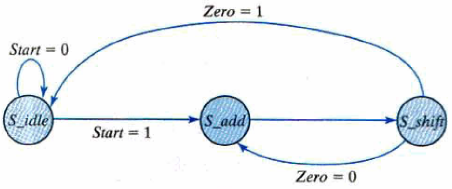 Zero = 1
Start = 0
S_idle
S_add
S_shift
Start = 1
Zero = 0